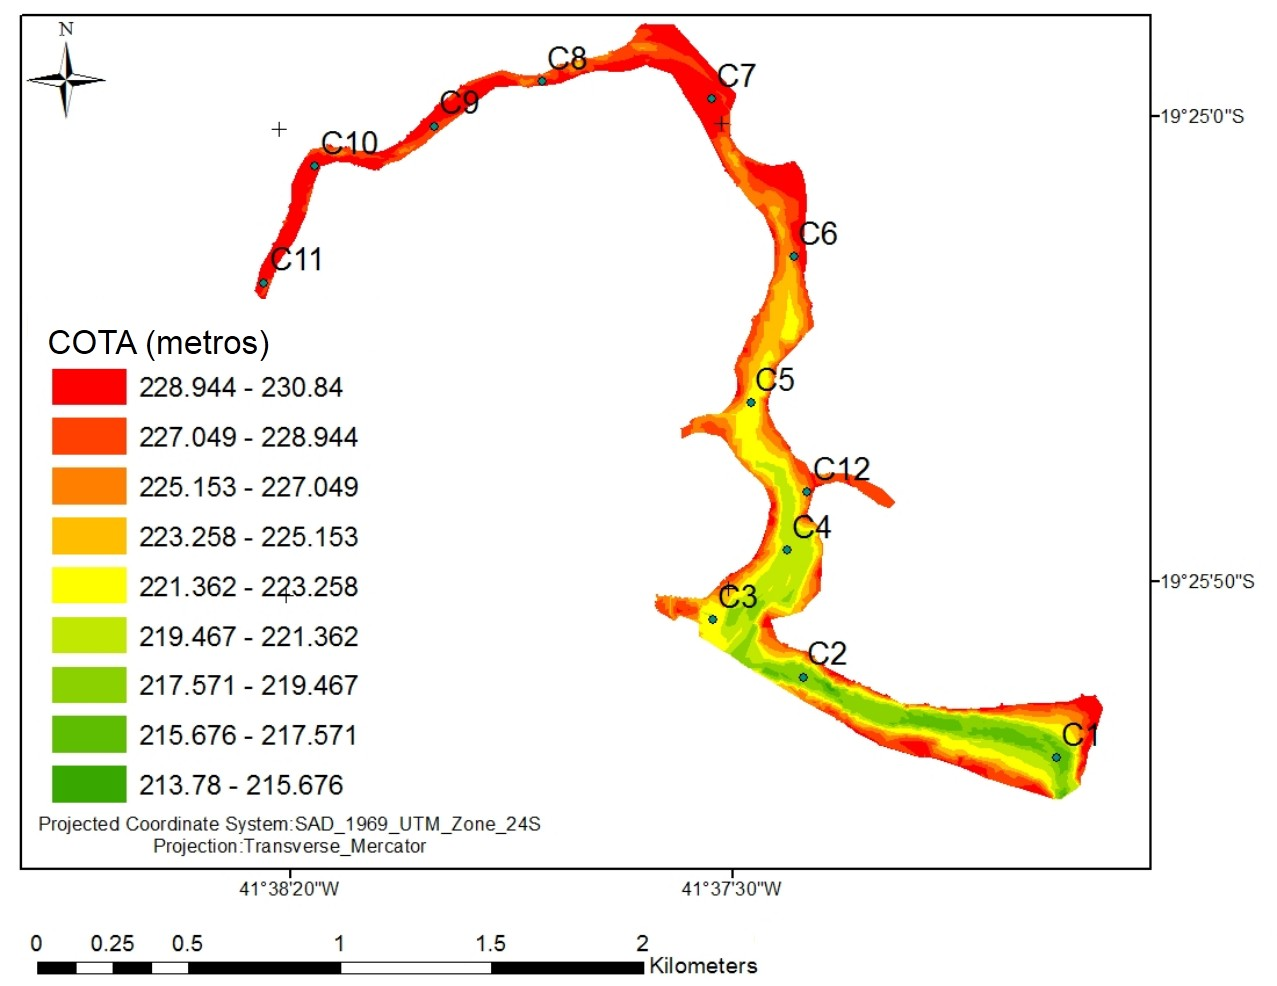 N
C8
C7
C9
19°25'0"S
C10
C6
C11
COTA (metros)
228.944 - 230.84
C5
227.049 - 228.944
C12
225.153 - 227.049
C4
223.258 - 225.153
19°25'50"S
221.362 - 223.258
C3
219.467 - 221.362
C2
217.571 - 219.467
215.676 - 217.571
C1
213.78 - 215.676
Projected Coordinate System:SAD_1969_UTM_Zone_24S
Projection:Transverse_Mercator
41°38'20"W 41°37'30"W
0 0.25 0.5 1 1.5 2
Kilometers